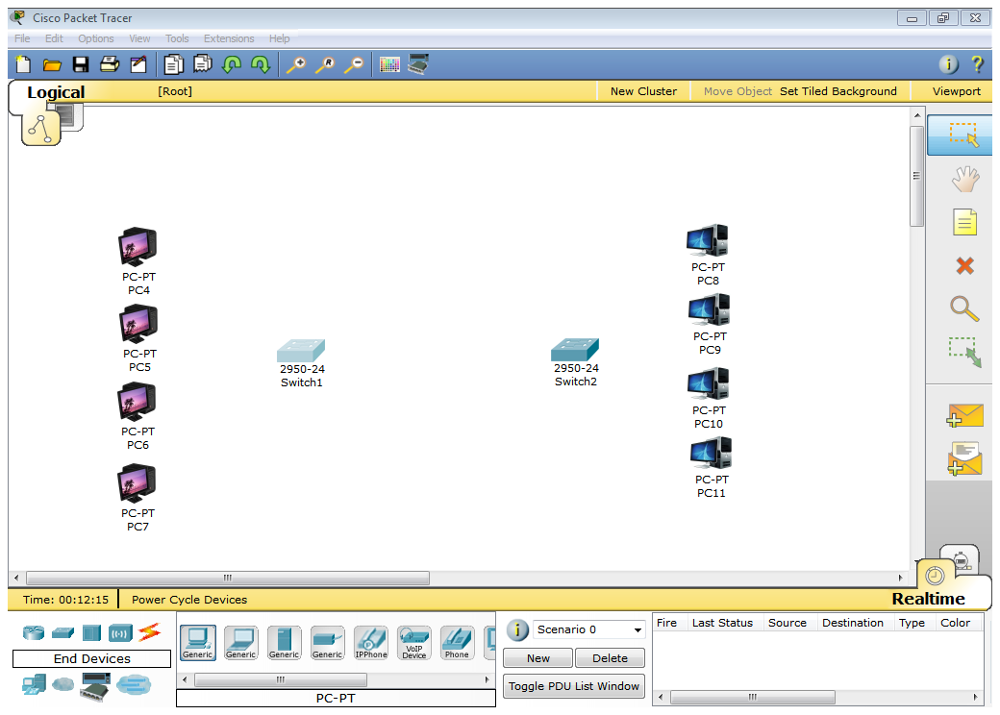 Cisco Packet Tracer
File Edit Options View Tools Extensions Help
Logical
[Root]
New Cluster
Move Object
Set Tiled Background
Viewport
PC-PT
PC4
PC-PT
PC5
PC-PT
PC6
PC-PT
PC7
2950-24
Switch1
2950-24
Switch2
PC-PT
PC8
PC-PT
PC9
PC-PT
PC10
PC-PT
PC11
Time: 00:12:15
Power Cycle Devices
Realtime
End Devices
Generic
Generic
Generic
Generic
IPPhone
VoIP
Device
Phone
PC-PT
Scenario 0
New
Delete
Toggle PDU List Window
Fire Last Status Source Destination Type Color